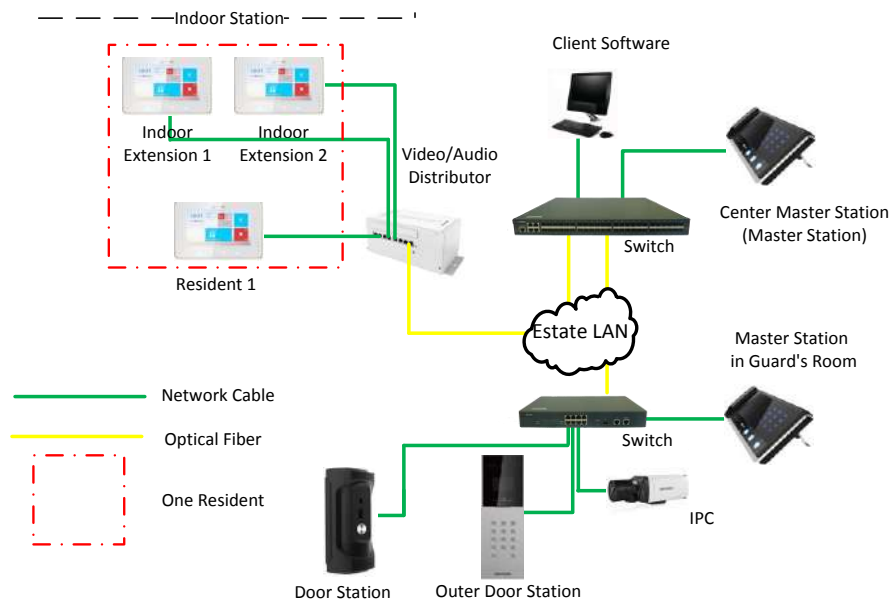 Indoor Station
Client Software
Indoor
Extension 1
Indoor
Extension 2
Video/Audio
Distributor
Center Master Station
(Master Station)
Switch
Resident 1
Estate LAN
Master Station
in Guard's Room
Network Cable
Optical Fiber
Switch
One Resident
IPC
Door Station
Outer Door Station